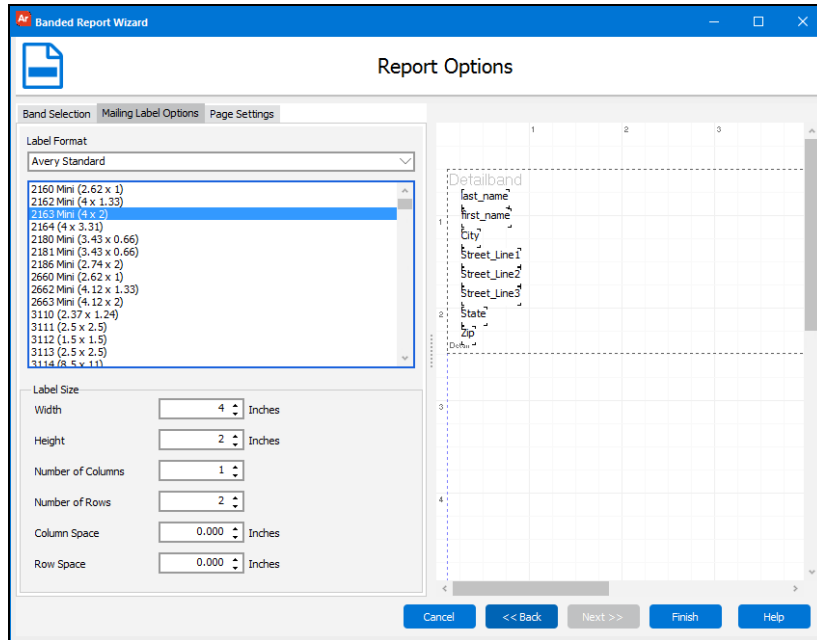 Ar Banded Report Wizard
Report Options
Band Selection Mailing Label Options Page Settings
Label Format
Avery Standard
2160 Mini (2.62 x 1)
2162 Mini (4 x 1.33)
2163 Mini (4 x 2)
2164 (4 x 3.31)
2180 Mini (3.43 x 0.66)
2181 Mini (3.43 x 0.66)
2186 Mini (2.74 x 2)
2660 Mini (2.62 x 1)
2662 Mini (4.12 x 1.33)
2663 Mini (4.12 x 2)
3110 (2.37 x 1.24)
3111 (2.5 x 2.5)
3112 (1.5 x 1.5)
3113 (2.5 x 2.5)
3114 (8.5 x 11)
Label Size
Width 4 Inches
Height 2 Inches
Number of Columns 1
Number of Rows 2
Column Space 0.000 Inches
Row Space 0.000 Inches
1 2 3
Detailband
last_name
1 first_name
City
Street_Line1
Street_Line2
Street_Line3
2 State
Zip
3
4
Cancel << Back Next >> Finish Help